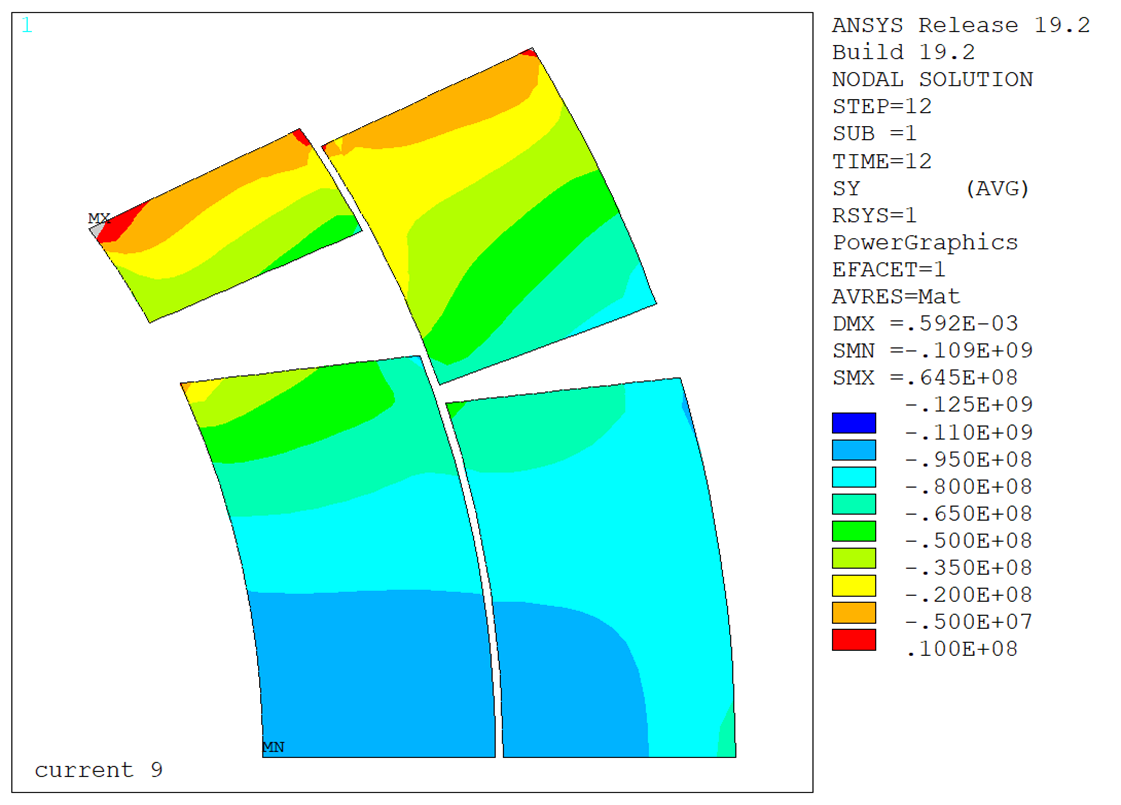 1
ANSYS Release 19.2
Build 19.2
NODAL SOLUTION
STEP=12
SUB =1
TIME=12
SY (AVG)
RSYS=1
PowerGraphics
EFACET=1
AVRES=Mat
DMX =.592E-03
SMN =-.109E+09
SMX =.645E+08
-.125E+09
-.110E+09
-.950E+08
-.800E+08
-.650E+08
-.500E+08
-.350E+08
-.200E+08
-.500E+07
.100E+08
MX
MN
current 9